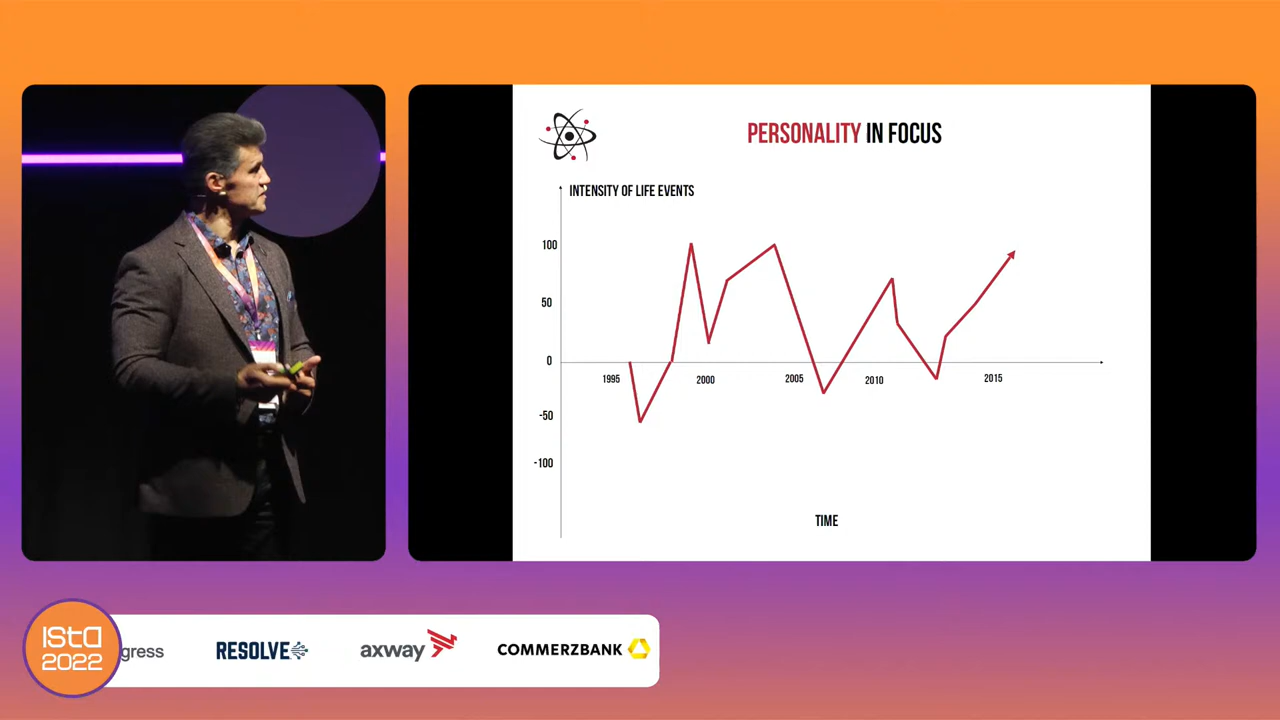 PERSONALITY IN FOCUS
INTENSITY OF LIFE EVENTS
100
50
0
-50
-100
1995
2000
2005
2010
2015
TIME
ISTA
2022
gress
RESOLVE
axway
COMMERZBANK